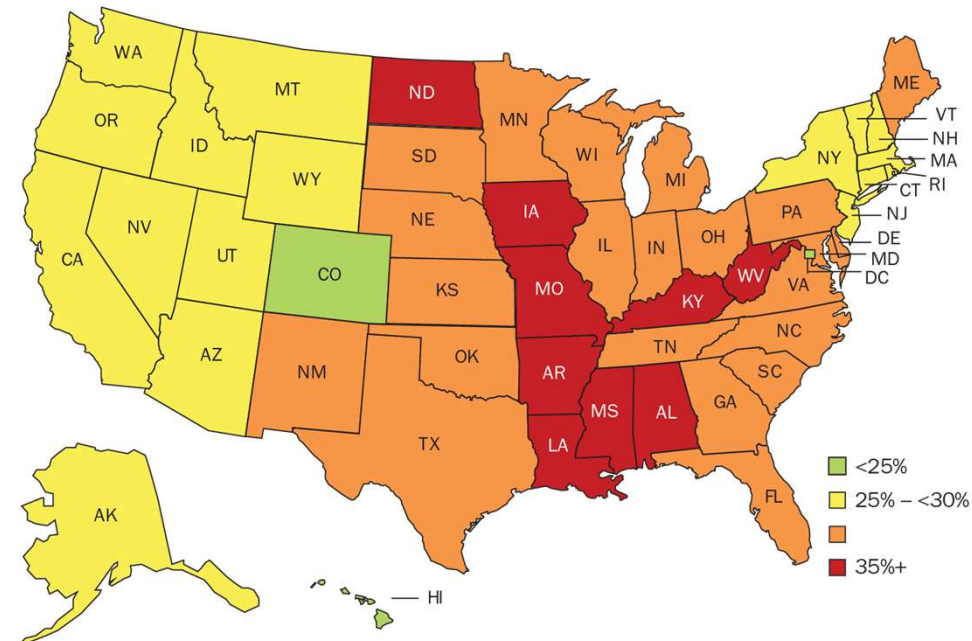 WA
MT
ND
MN
ME
OR
ID
SD
WI
MI
NY
VT
NH
MA
RI
CT
NJ
WY
NE
IA
PA
NV
UT
CO
IL
IN
OH
DE
MD
DC
CA
KS
MO
WV
VA
KY
AZ
NM
OK
AR
TN
NC
SC
MS
AL
GA
TX
LA
FL
AK
HI
<25%
25% – <30%
35%+